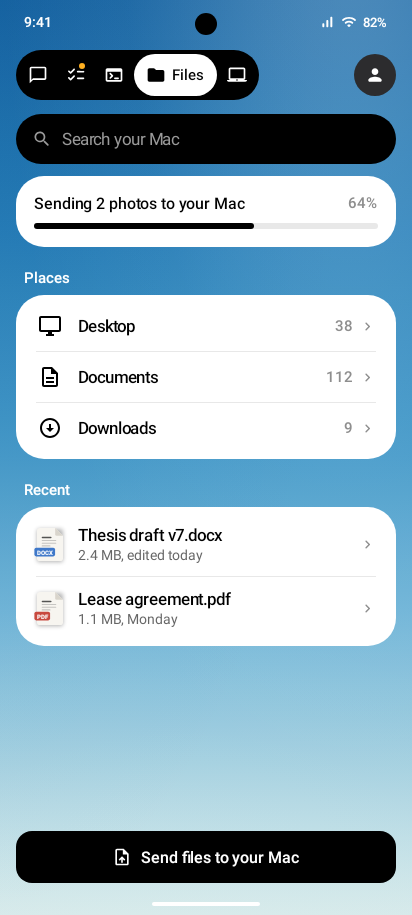 9:41
82%
Files
Search your Mac
Sending 2 photos to your Mac
64%
Places
Desktop
38
Documents
112
Downloads
9
Recent
Thesis draft v7.docx
DOCX
2.4 MB, edited today
Lease agreement.pdf
PDF
1.1 MB, Monday
Send files to your Mac